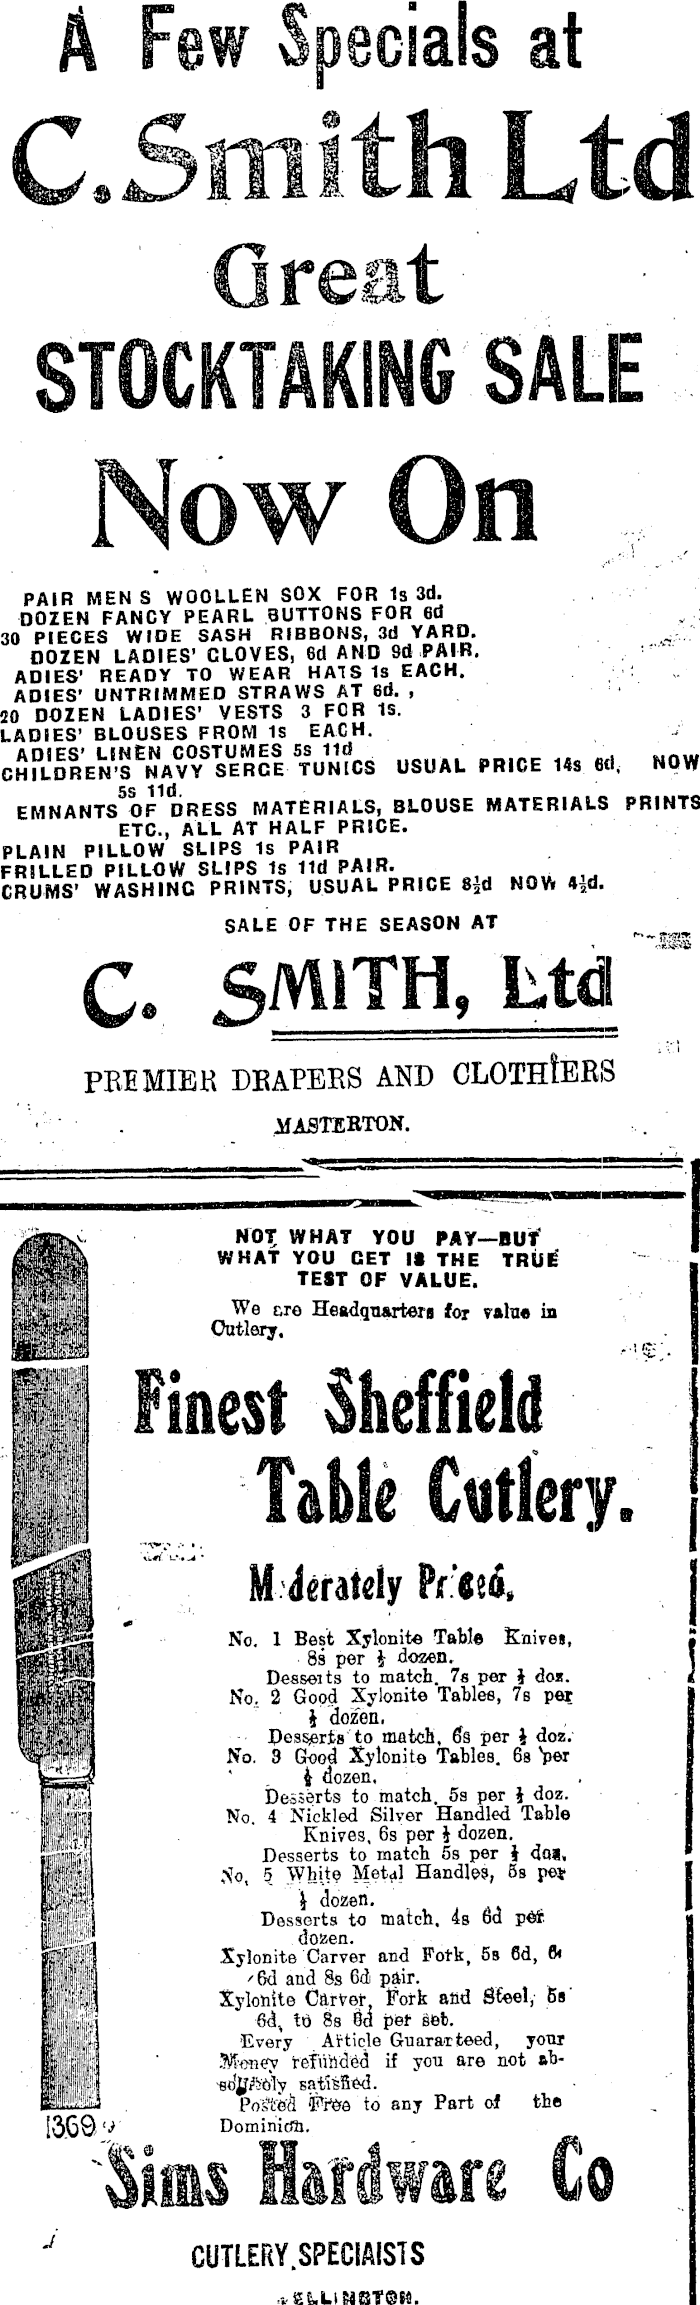 A Few Specials at
C. Smith Ltd
Great
STOCKTAKING SALE
Now On
PAIR MEN S WOOLLEN SOX FOR 1s 3d.
DOZEN FANCY PEARL BUTTONS FOR 6d
30 PIECES WIDE SASH RIBBONS, 3d YARD.
DOZEN LADIES' GLOVES, 6d AND 9d PAIR.
ADIES' READY TO WEAR HATS 1s EACH.
ADIES' UNTRIMMED STRAWS AT 6d.
20 DOZEN LADIES' VESTS 3 FOR 1s.
LADIES' BLOUSES FROM 1s EACH.
ADIES' LINEN COSTUMES 5s 11d
CHILDREN'S NAVY SERGE TUNICS USUAL PRICE 14s 6d, NOW
5s 11d.
EMNANTS OF DRESS MATERIALS, BLOUSE MATERIALS PRINTS
ETC., ALL AT HALF PRICE.
PLAIN PILLOW SLIPS 1s PAIR
FRILLED PILLOW SLIPS 1s 11d PAIR.
CRUMS' WASHING PRINTS, USUAL PRICE 8½d NOW 4½d.
SALE OF THE SEASON AT
C. SMITH, Ltd
PREMIER DRAPERS AND CLOTHIERS
MASTERTON.
NOT WHAT YOU PAY—BUT
WHAT YOU GET IS THE TRUE
TEST OF VALUE.
We are Headquarters for value in
Cutlery.
Finest Sheffield
Table Cutlery.
Moderately Priced.
No. 1 Best Xylonite Table Knives,
8s per ½ dozen.
Desserts to match, 7s per ½ doz.
No. 2 Good Xylonite Tables, 7s per
½ dozen.
Desserts to match, 6s per ½ doz.
No. 3 Good Xylonite Tables, 6s per
½ dozen.
Desserts to match, 5s per ½ doz.
No. 4 Nickled Silver Handled Table
Knives, 6s per ½ dozen.
Desserts to match 5s per ½ doz.
No. 5 White Metal Handles, 5s per
½ dozen.
Desserts to match, 4s 6d per
dozen.
Xylonite Carver and Fork, 5s 6d, 6s
6d and 8s 6d pair.
Xylonite Carver, Fork and Steel, 5s
6d, to 8s 6d per set.
Every Article Guaranteed, your
Money refunded if you are not ab-
solutely satisfied.
Posted Free to any Part of the
Dominion.
1369
Sims Hardware Co
CUTLERY SPECIAISTS
ELLINGTON.